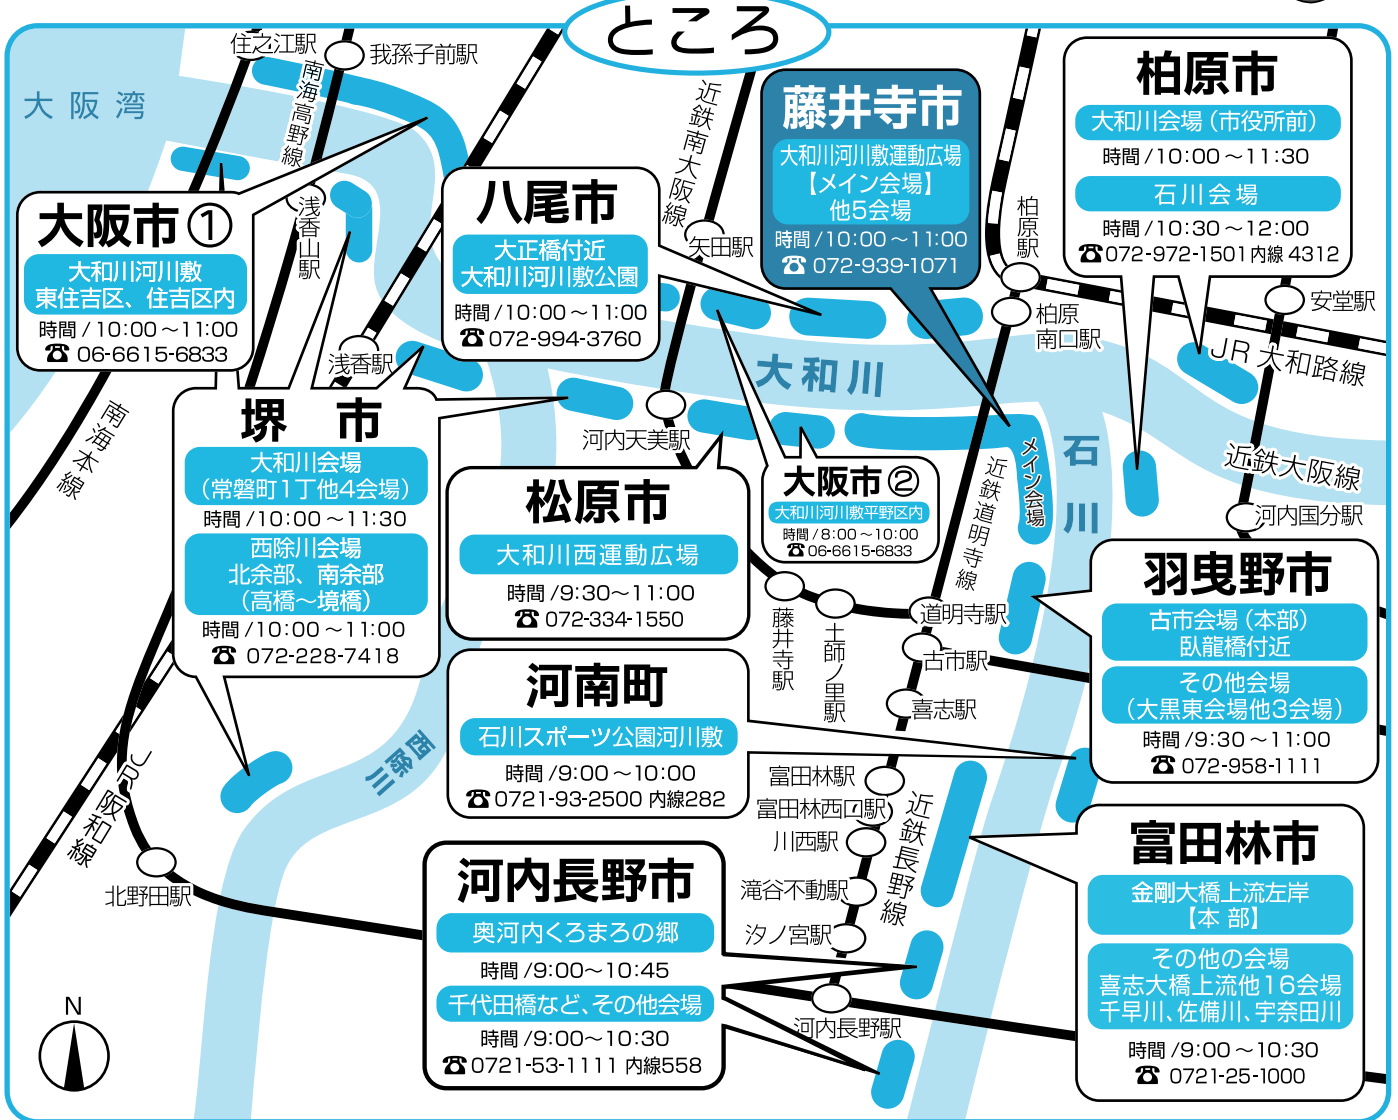 ところ
住之江駅
我孫子前駅
南海高野線
大阪湾
近鉄南大阪線
藤井寺市
大和川河川敷運動広場
【メイン会場】
他5会場
時間/10:00～11:00
☎ 072-939-1071
柏原市
大和川会場(市役所前)
時間/10:00～11:30
石川会場
時間/10:30～12:00
☎072-972-1501内線4312
大阪市①
大和川河川敷
東住吉区、住吉区内
時間/10:00～11:00
☎ 06-6615-6833
浅香山駅
八尾市
大正橋付近
大和川河川敷公園
時間/10:00～11:00
☎072-994-3760
矢田駅
柏原駅
柏原南口駅
安堂駅
JR大和路線
浅香駅
大和川
南海本線
堺 市
大和川会場
(常磐町1丁他4会場)
時間/10:00～11:30
西除川会場
北余部、南余部
(高橋～境橋)
時間/10:00～11:00
☎ 072-228-7418
河内天美駅
松原市
大和川西運動広場
時間/9:30～11:00
☎ 072-334-1550
大阪市②
大和川河川敷平野区内
時間/8:00～10:00
☎06-6615-6833
近鉄道明寺線
メイン会場
石川
近鉄大阪線
河内国分駅
羽曳野市
古市会場(本部)
臥龍橋付近
その他会場
(大黒東会場他3会場)
時間/9:30～11:00
☎ 072-958-1111
藤井寺駅
土師ノ里駅
道明寺駅
古市駅
喜志駅
河南町
石川スポーツ公園河川敷
時間/9:00～10:00
☎0721-93-2500 内線282
西除川
JR阪和線
富田林駅
富田林西口駅
川西駅
滝谷不動駅
汐ノ宮駅
近鉄長野線
北野田駅
河内長野市
奥河内くろまろの郷
時間/9:00～10:45
千代田橋など、その他会場
時間/9:00～10:30
☎0721-53-1111 内線558
河内長野駅
富田林市
金剛大橋上流左岸
【本 部】
その他の会場
喜志大橋上流他16会場
千早川、佐備川、宇奈田川
時間/9:00～10:30
☎ 0721-25-1000
N